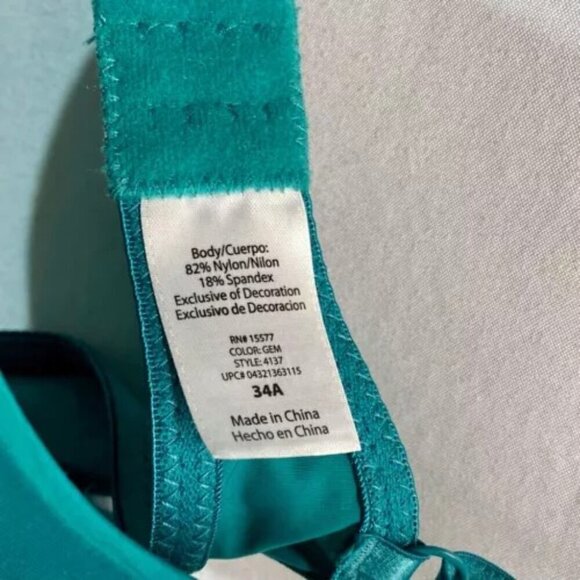 Body/Cuerpo:
82% Nylon/Nilon
18% Spandex
Exclusive of Decoration
Exclusivo de Decoracion
RN# 15577
COLOR: GEM
STYLE: 4137
UPC# 04321363115
34A
Made in China
Hecho en China